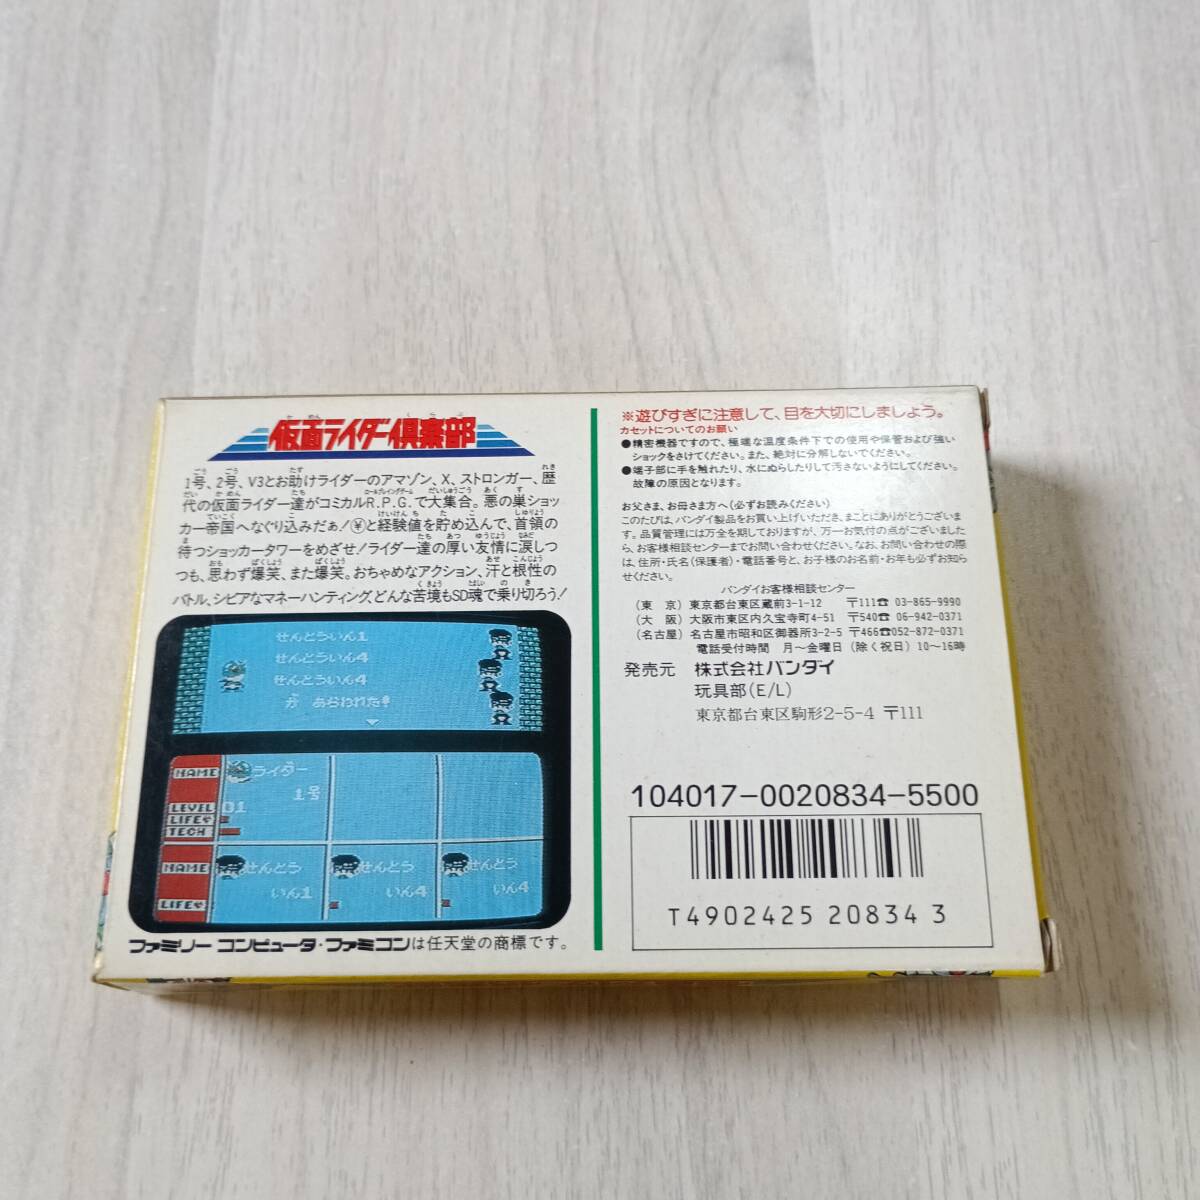 仮面ライダー倶楽部
1号、2号、V3とお助けライダーのアマゾン、X、ストロンガー、歴
代の仮面ライダー達がコミカルR.P.G.で大集合。悪の巣ショッ
カー帝国へなぐり込みだぁ!¥と経験値を貯め込んで、首領の
待つショッカータワーをめざせ!ライダー達の厚い友情に涙しつ
つも、思わず爆笑、また爆笑。おちゃめなアクション、汗と根性の
バトル、シビアなマネーハンティング、どんな苦境もSD魂で乗り切ろう!
せんとういん1
せんとういん4
せんとういん4
が あらわれた!
NAME
ライダー
1号
LEVEL 01
LIFE♥
TECH
NAME
せんとう
いん1
せんとう
いん4
せんとう
いん4
LIFE♥
ファミリー コンピュータ・ファミコンは任天堂の商標です。
※遊びすぎに注意して、目を大切にしましょう。
カセットについてのお願い
●精密機器ですので、極端な温度条件下での使用や保管および強い
ショックをさけてください。また、絶対に分解しないでください。
●端子部に手を触れたり、水にぬらしたりして汚さないようにしてください。
故障の原因となります。
お父さま、お母さま方へ(必ずお読みください)
このたびは、バンダイ製品をお買い上げいただき、まことにありがとうございま
す。品質管理には万全を期しておりますが、万一お気付の点がございました
ら、お客様相談センターまでお問い合わせください。なお、お問い合わせの際
は、住所・氏名(保護者)・電話番号と、お子様のお名前・お年も必ずお知ら
せください。
バンダイお客様相談センター
(東 京) 東京都台東区蔵前3-1-12 〒111☎ 03-865-9990
(大 阪) 大阪市東区内久宝寺町4-51 〒540☎ 06-942-0371
(名古屋) 名古屋市昭和区御器所3-2-5 〒466☎052-872-0371
電話受付時間 月〜金曜日(除く祝日)10〜16時
発売元 株式会社バンダイ
玩具部(E/L)
東京都台東区駒形2-5-4 〒111
104017-0020834-5500
T4902425 20834 3